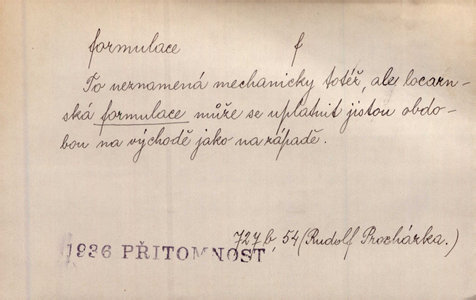 formulace f
To neznamená mechanicky totéž, ale locarn-
ská formulace může se uplatnit jistou obdo-
bou na východě jako na západě.
727b, 54 (Rudolf Procházka.)
1936 PŘÍTOMNOST